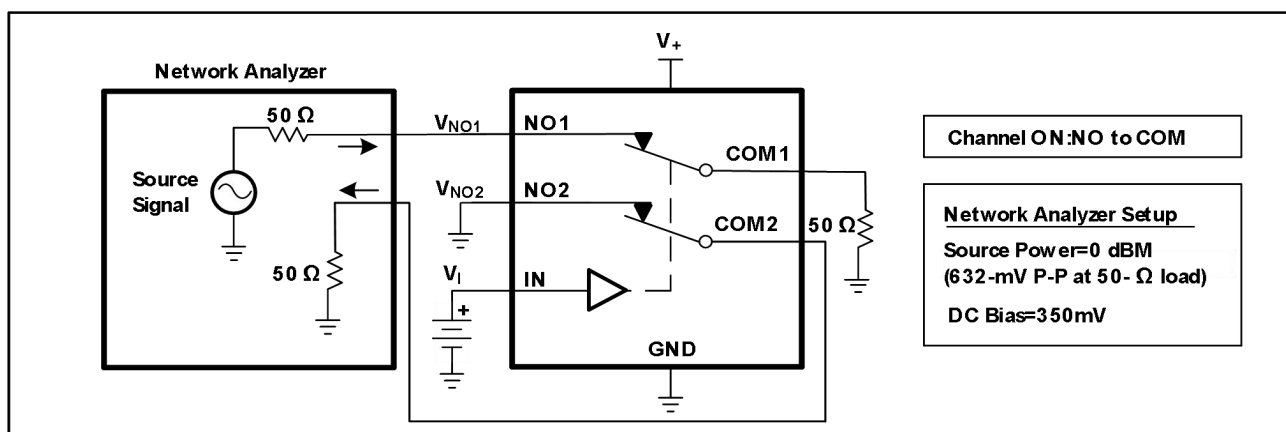 V+
Network Analyzer
50 Ω
VNO1
NO1
COM1
Source
Signal
VNO2
NO2
COM2
50 Ω
50 Ω
VI
+
IN
GND
Channel ON:NO to COM
Network Analyzer Setup
Source Power=0 dBM
(632-mV P-P at 50- Ω load)
DC Bias=350mV